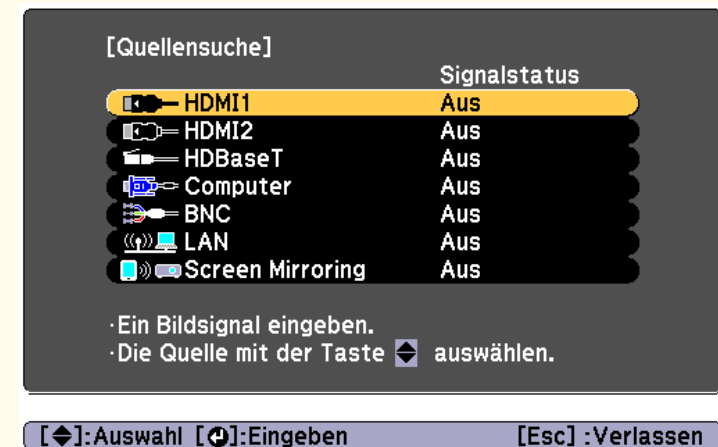 [Quellensuche]
Signalstatus
HDMI1 Aus
HDMI2 Aus
HDBaseT Aus
Computer Aus
BNC Aus
LAN Aus
Screen Mirroring Aus
·Ein Bildsignal eingeben.
·Die Quelle mit der Taste auswählen.
[◆]:Auswahl [⏎]:Eingeben [Esc] :Verlassen